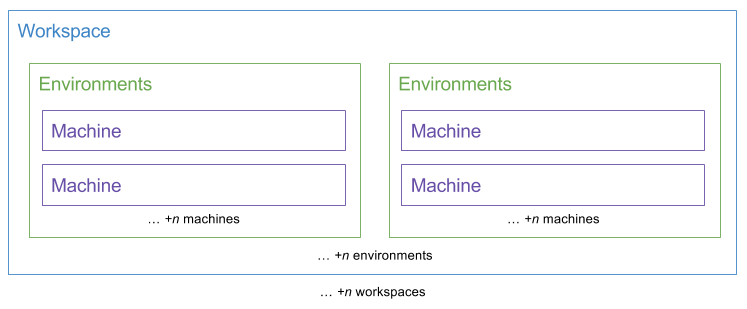 Workspace
Environments
Machine
Machine
… +n machines
Environments
Machine
Machine
… +n machines
… +n environments
… +n workspaces